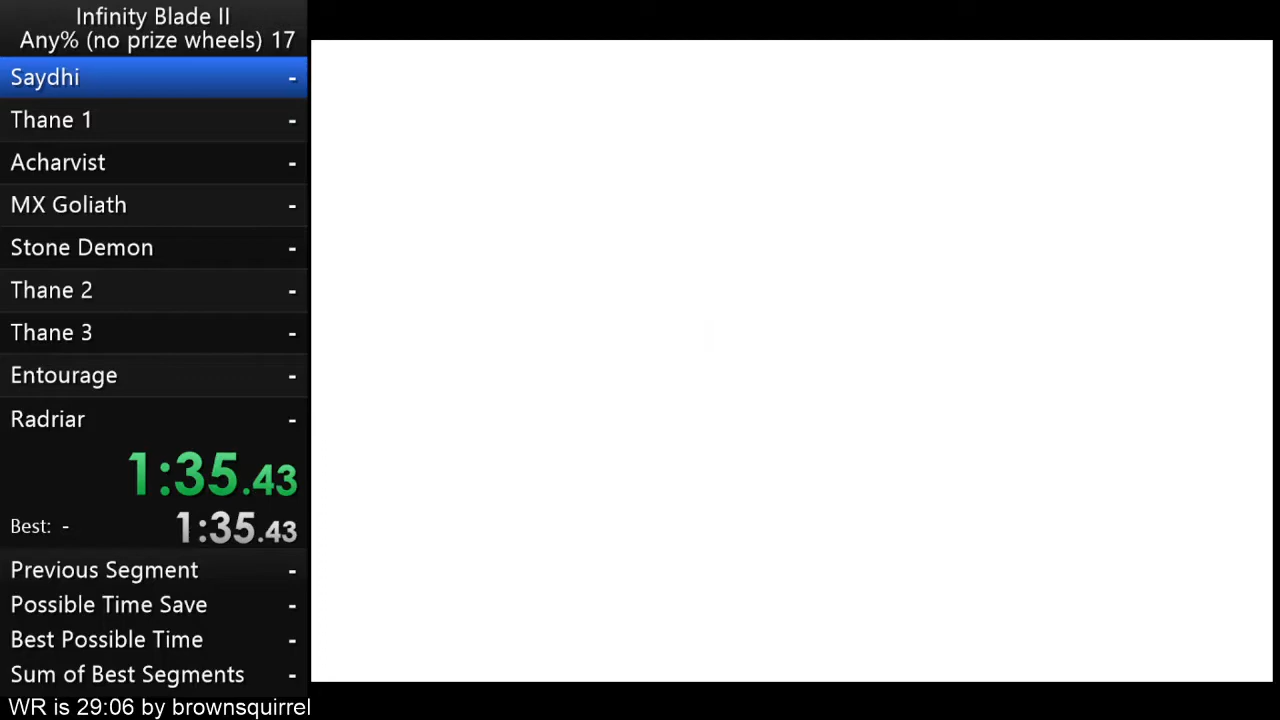 Infinity Blade II
Any% (no prize wheels) 17
Saydhi -
Thane 1 -
Acharvist -
MX Goliath -
Stone Demon -
Thane 2 -
Thane 3 -
Entourage -
Radriar -
1:35.43
Best: - 1:35.43
Previous Segment -
Possible Time Save -
Best Possible Time -
Sum of Best Segments -
WR is 29:06 by brownsquirrel